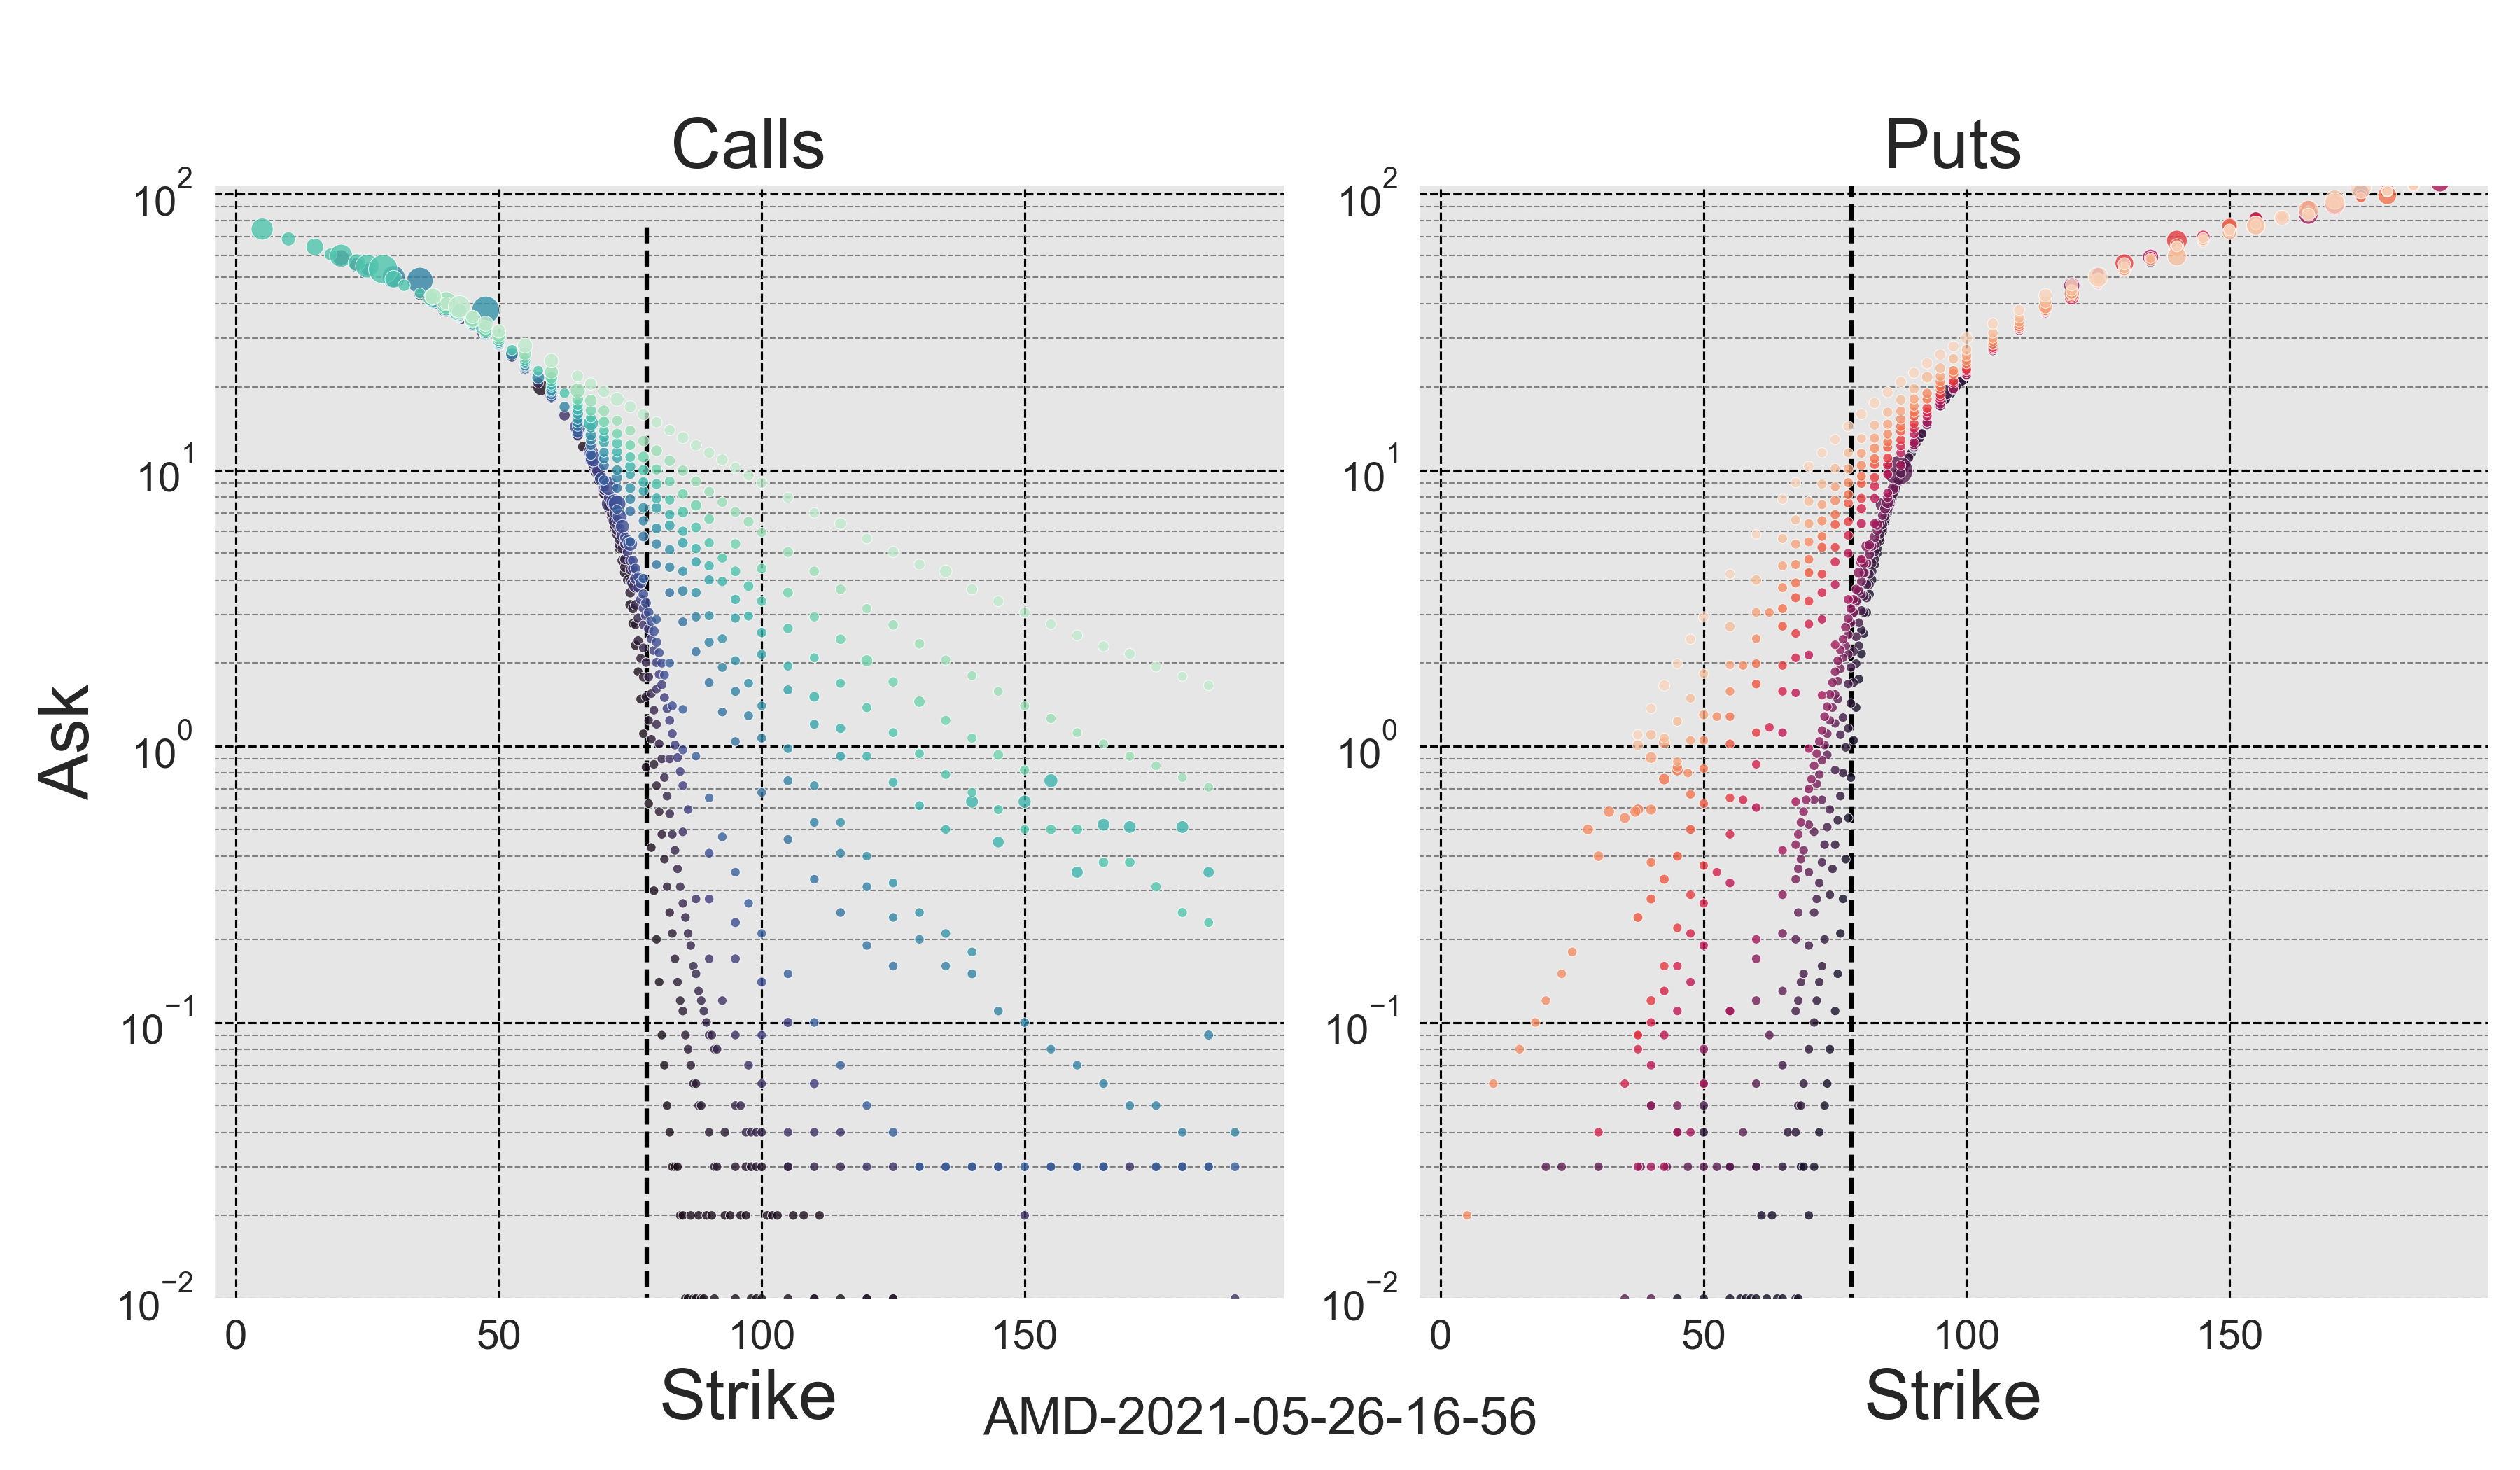 Calls Puts
10^2 10^2
10^1 10^1
10^0 10^0
10^−1 10^−1
10^−2 10^−2
Ask
0 50 100 150 0 50 100 150
Strike Strike
AMD-2021-05-26-16-56